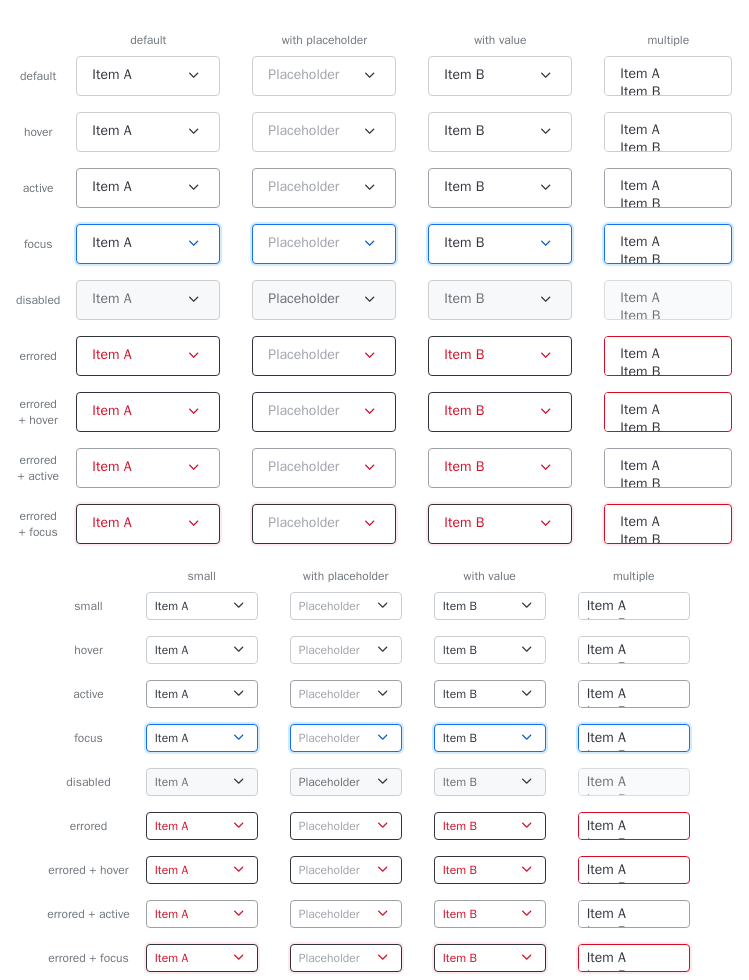 default with placeholder with value multiple
default Item A Placeholder Item B Item A
Item B
hover Item A Placeholder Item B Item A
Item B
active Item A Placeholder Item B Item A
Item B
focus Item A Placeholder Item B Item A
Item B
disabled Item A Placeholder Item B Item A
Item B
errored Item A Placeholder Item B Item A
Item B
errored
+ hover Item A Placeholder Item B Item A
Item B
errored
+ active Item A Placeholder Item B Item A
Item B
errored
+ focus Item A Placeholder Item B Item A
Item B
small with placeholder with value multiple
small Item A Placeholder Item B Item A
hover Item A Placeholder Item B Item A
active Item A Placeholder Item B Item A
focus Item A Placeholder Item B Item A
disabled Item A Placeholder Item B Item A
errored Item A Placeholder Item B Item A
errored + hover Item A Placeholder Item B Item A
errored + active Item A Placeholder Item B Item A
errored + focus Item A Placeholder Item B Item A